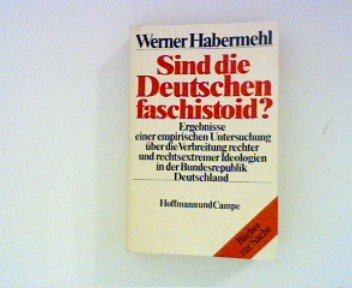 Werner Habermehl
Sind die
Deutschen
faschistoid?
Ergebnisse
einer empirischen Untersuchung
über die Verbreitung rechter
und rechtsextremer Ideologien
in der Bundesrepublik
Deutschland
Hoffmann und Campe
Bücher
zur Sache